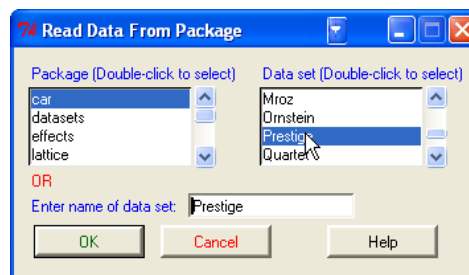 Read Data From Package
Package (Double-click to select) Data set (Double-click to select)
car Mroz
datasets Ornstein
effects Prestige
lattice Quartet
OR
Enter name of data set: Prestige
OK Cancel Help